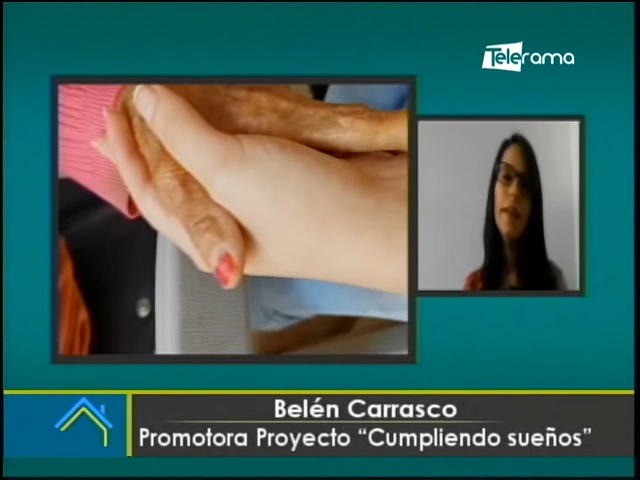 Telerama
Belén Carrasco
Promotora Proyecto “Cumpliendo sueños”